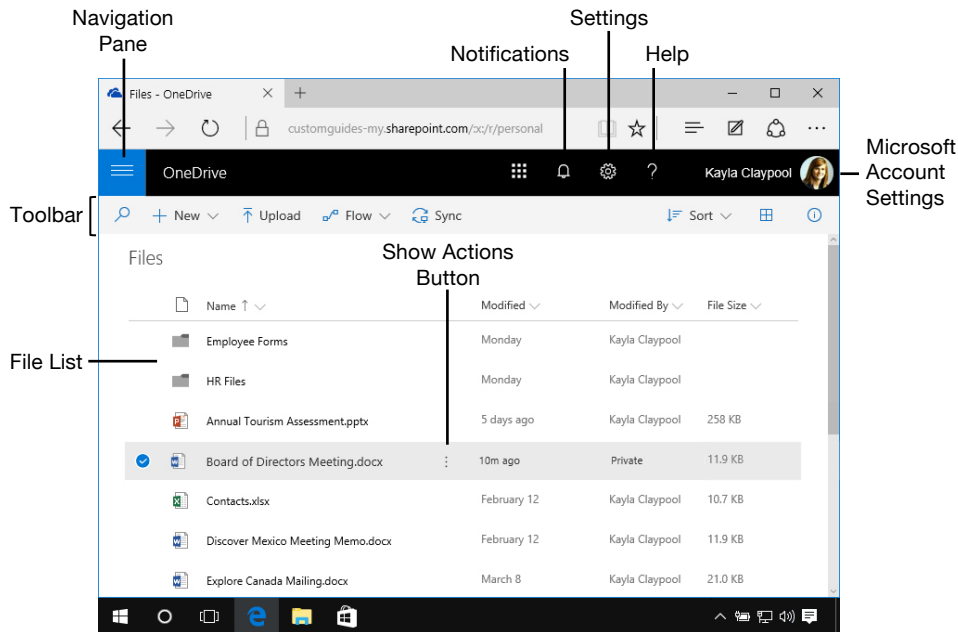 Navigation
Pane
Settings
Notifications
Help
Files - OneDrive
customguides-my.sharepoint.com/:x:/r/personal
OneDrive
Kayla Claypool
Microsoft
Account
Settings
Toolbar
New
Upload
Flow
Sync
Sort
Files
Show Actions
Button
Name
Modified
Modified By
File Size
File List
Employee Forms
Monday
Kayla Claypool
HR Files
Monday
Kayla Claypool
Annual Tourism Assessment.pptx
5 days ago
Kayla Claypool
258 KB
Board of Directors Meeting.docx
10m ago
Private
11.9 KB
Contacts.xlsx
February 12
Kayla Claypool
10.7 KB
Discover Mexico Meeting Memo.docx
February 12
Kayla Claypool
11.9 KB
Explore Canada Mailing.docx
March 8
Kayla Claypool
21.0 KB